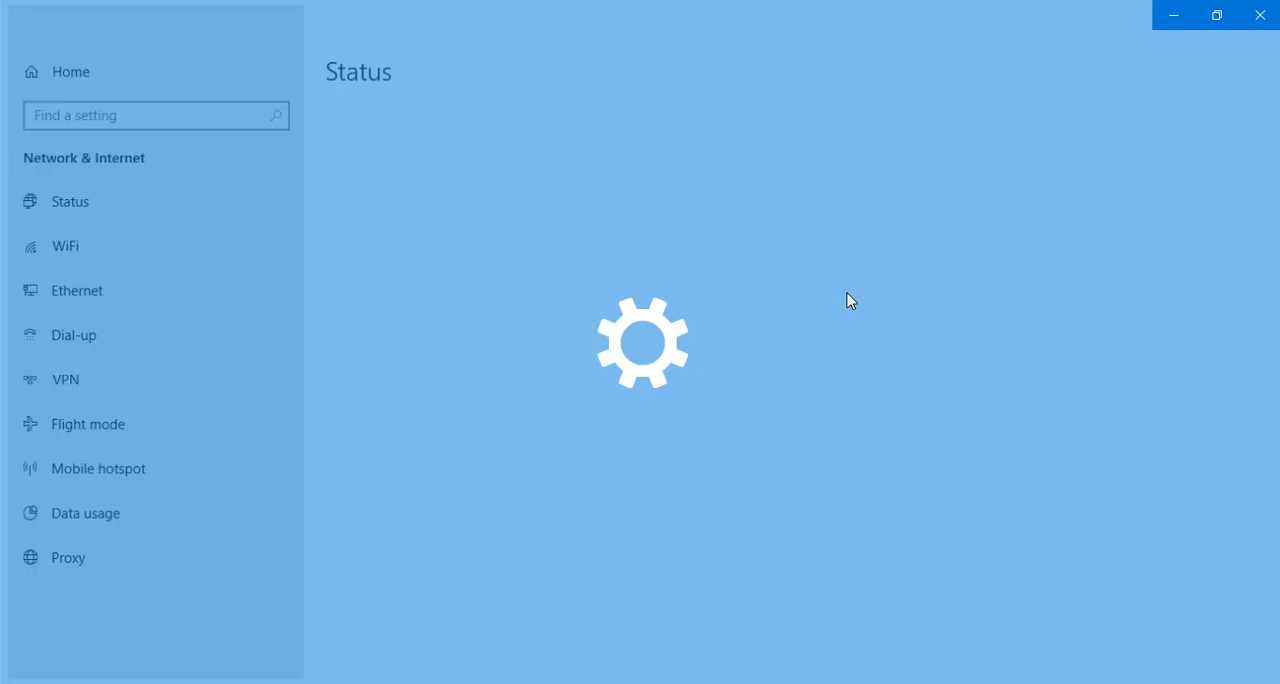 Home
Status
Find a setting
Network & Internet
Status
WiFi
Ethernet
Dial-up
VPN
Flight mode
Mobile hotspot
Data usage
Proxy